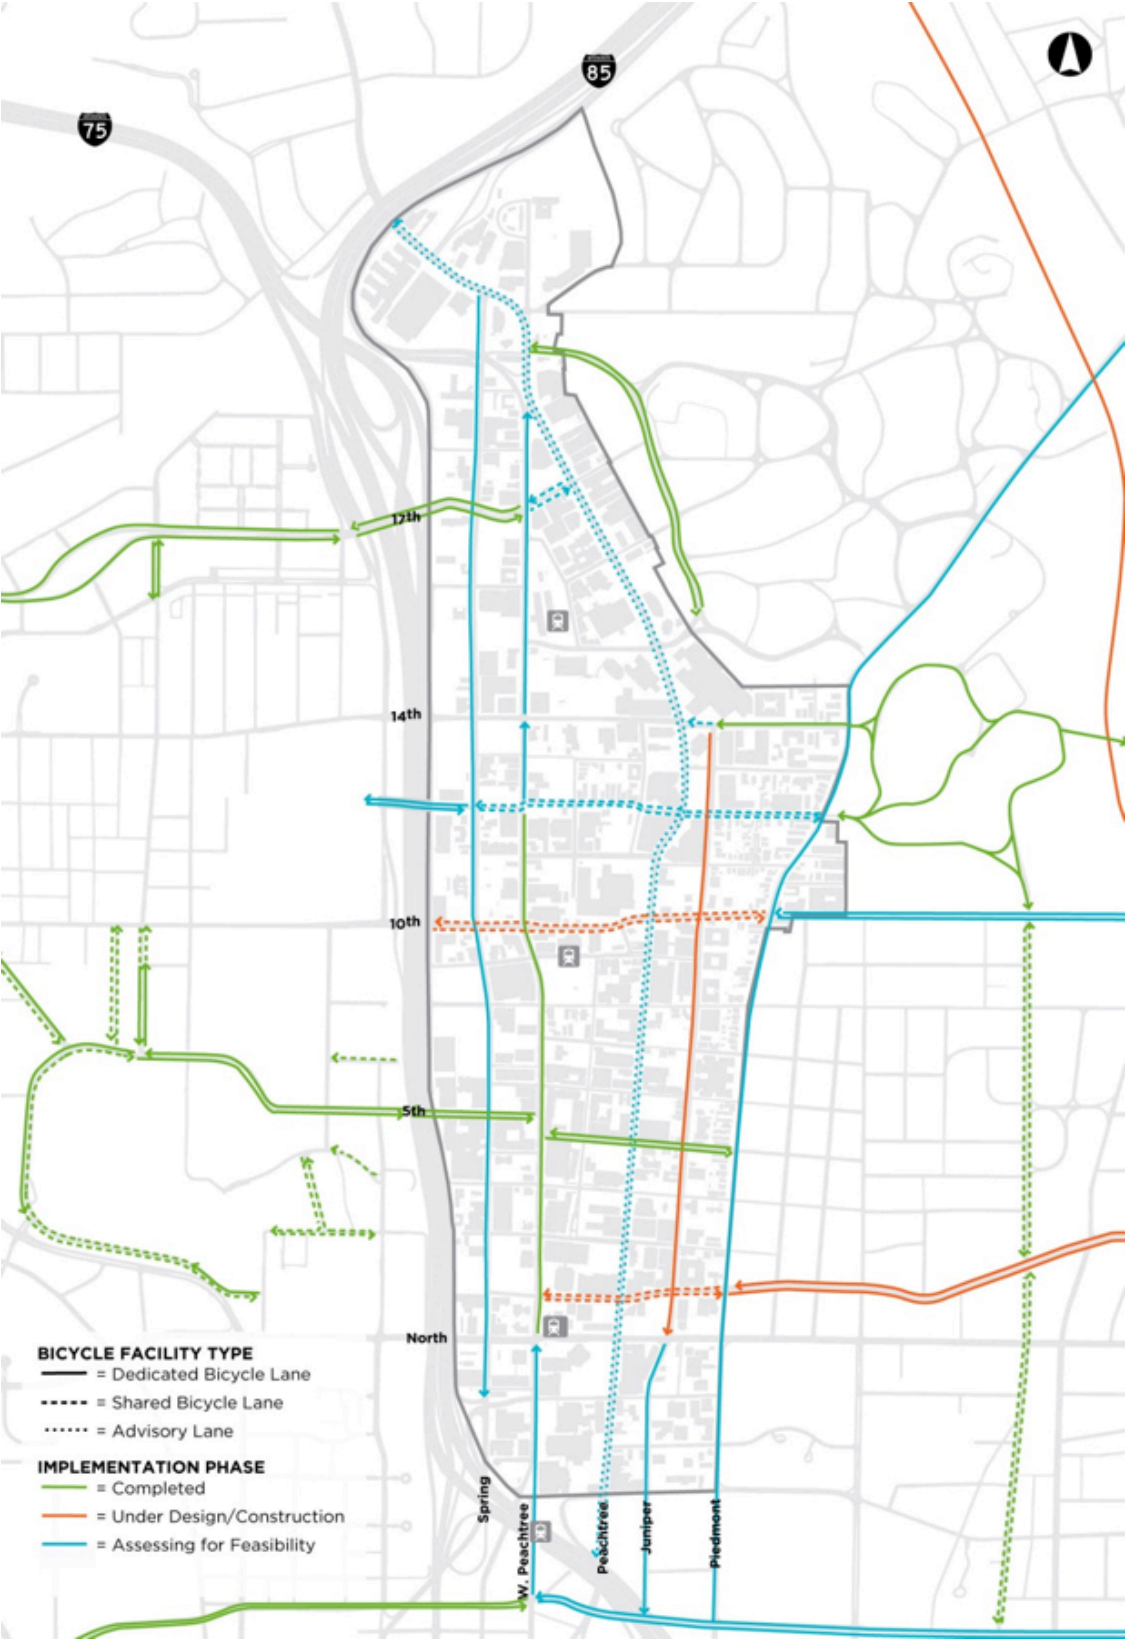 85
75
17th
14th
10th
5th
North
Spring
W. Peachtree
Peachtree
Juniper
Piedmont
BICYCLE FACILITY TYPE
= Dedicated Bicycle Lane
= Shared Bicycle Lane
= Advisory Lane
IMPLEMENTATION PHASE
= Completed
= Under Design/Construction
= Assessing for Feasibility